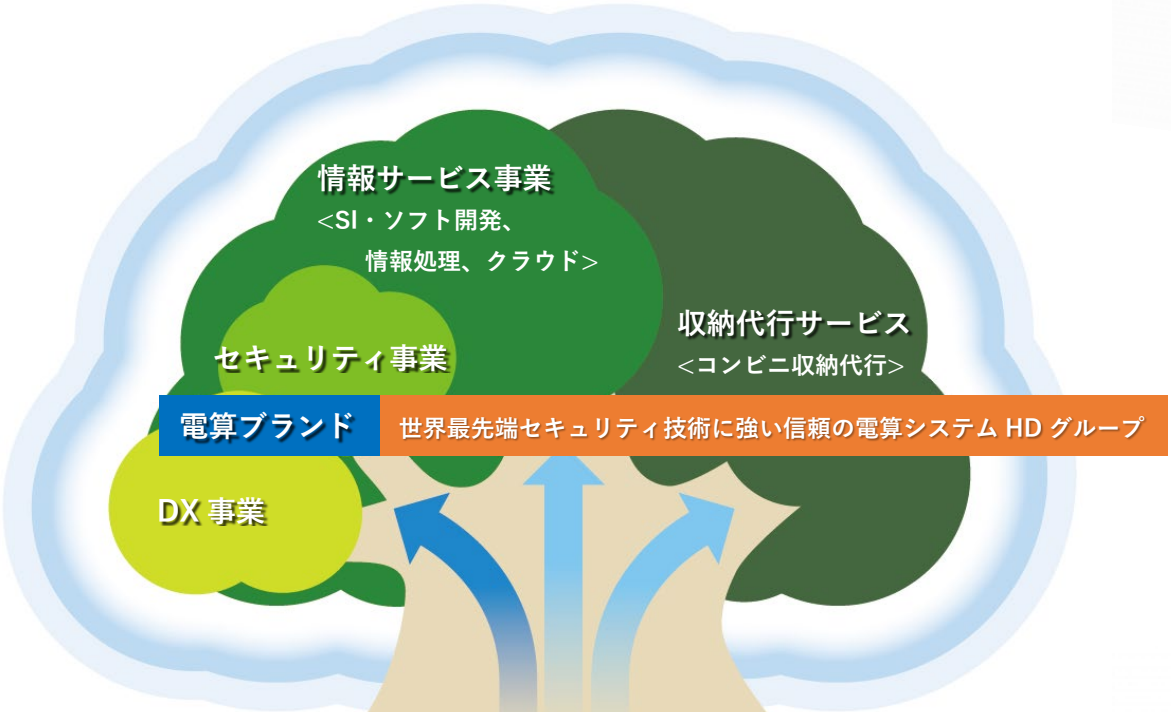 情報サービス事業
<SI・ソフト開発、
情報処理、クラウド>
収納代行サービス
<コンビニ収納代行>
セキュリティ事業
電算ブランド 世界最先端セキュリティ技術に強い信頼の電算システム HD グループ
DX 事業